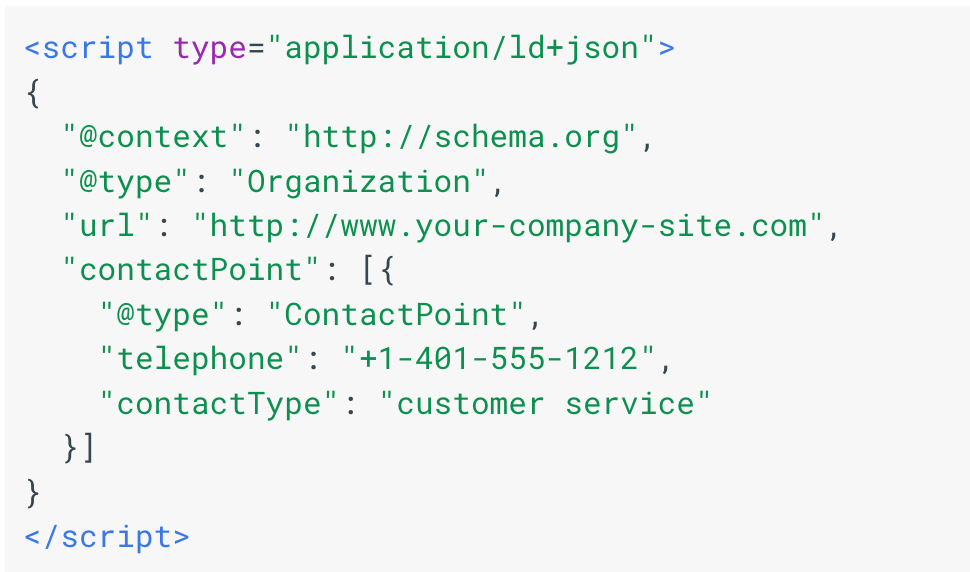 <script type="application/ld+json">
{
  "@context": "http://schema.org",
  "@type": "Organization",
  "url": "http://www.your-company-site.com",
  "contactPoint": [{
    "@type": "ContactPoint",
    "telephone": "+1-401-555-1212",
    "contactType": "customer service"
  }]
}
</script>